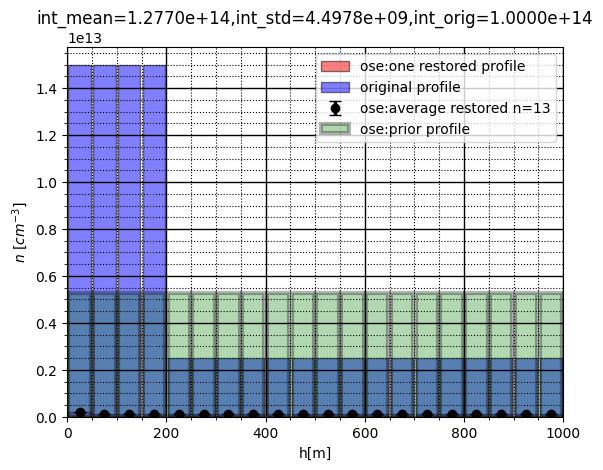 int_mean=1.2770e+14,int_std=4.4978e+09,int_orig=1.0000e+14
1e13
ose:one restored profile
original profile
ose:average restored n=13
ose:prior profile
1.4
1.2
1.0
0.8
0.6
0.4
0.2
0.0
n [cm⁻³]
0 200 400 600 800 1000
h[m]